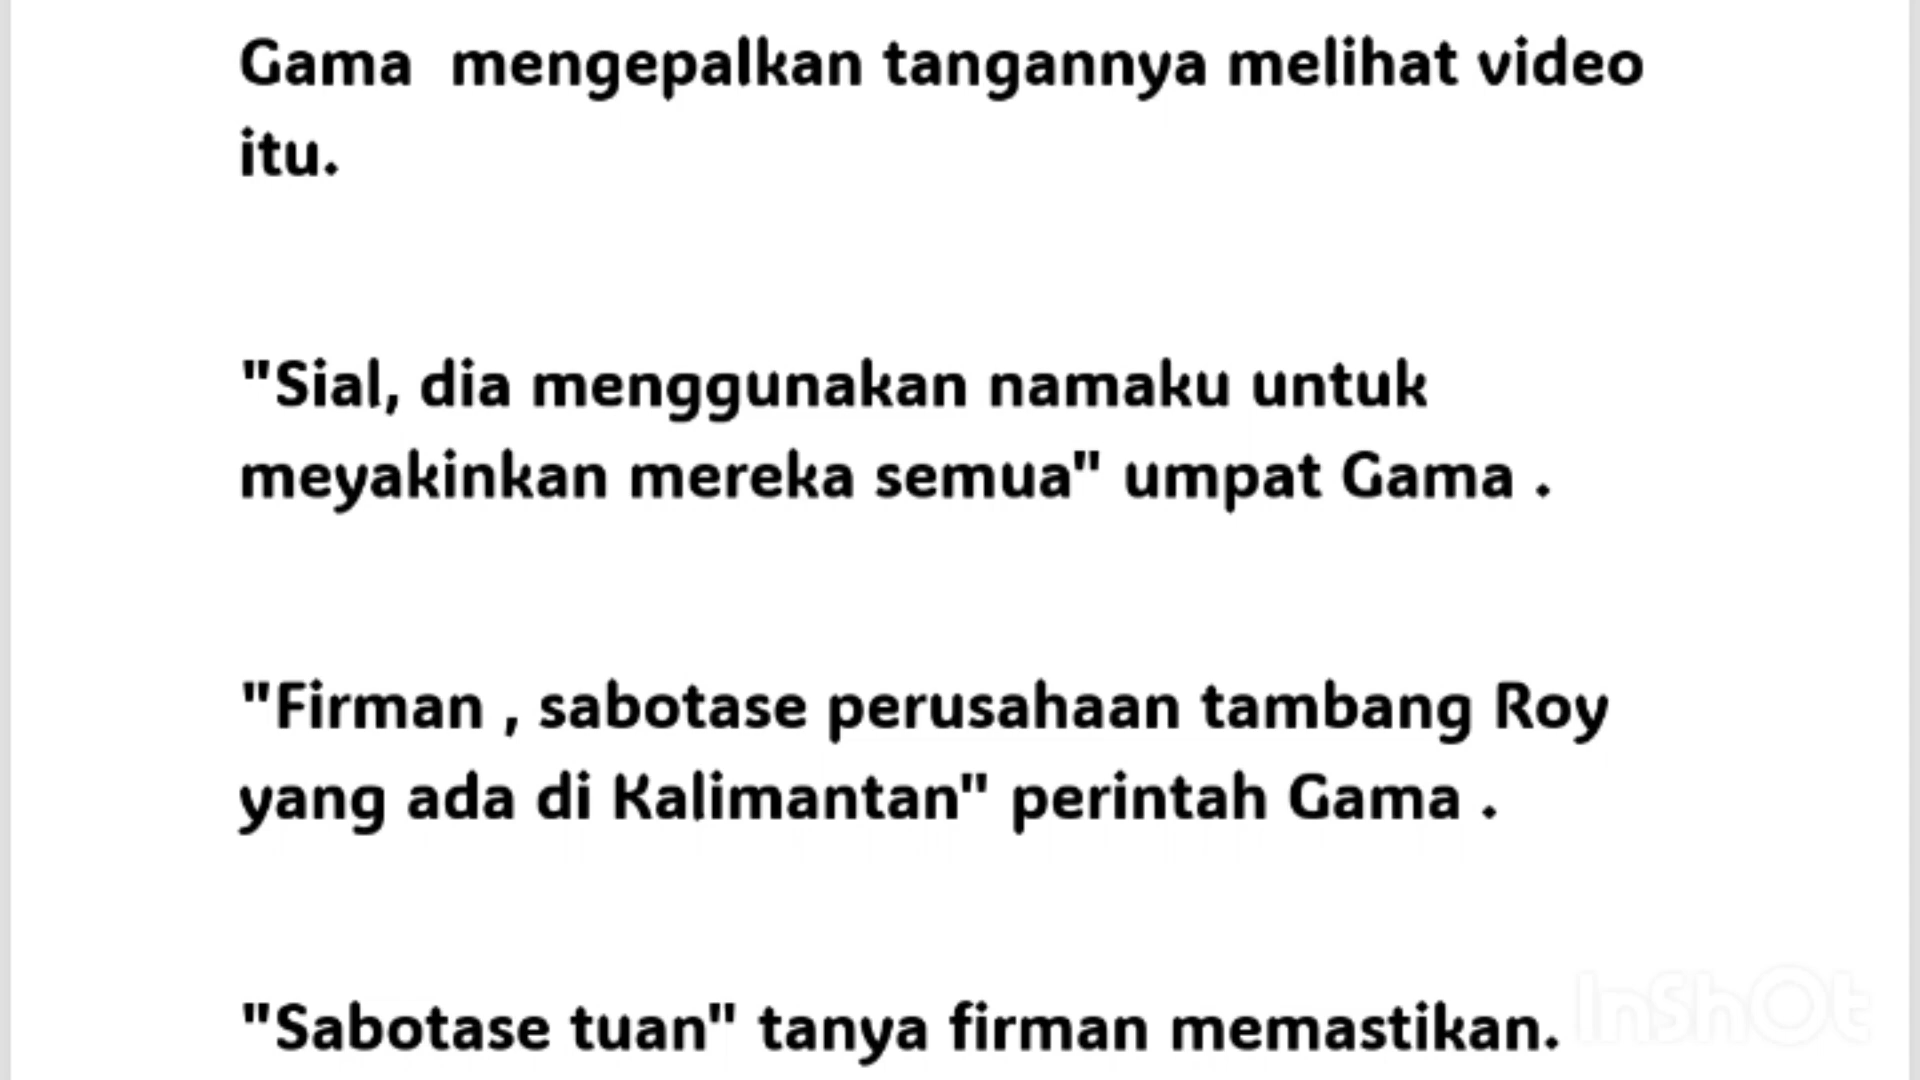 Gama  mengepalkan tangannya melihat video
itu.
"Sial, dia menggunakan namaku untuk
meyakinkan mereka semua" umpat Gama .
"Firman , sabotase perusahaan tambang Roy
yang ada di Kalimantan" perintah Gama .
"Sabotase tuan" tanya firman memastikan.
InShOt